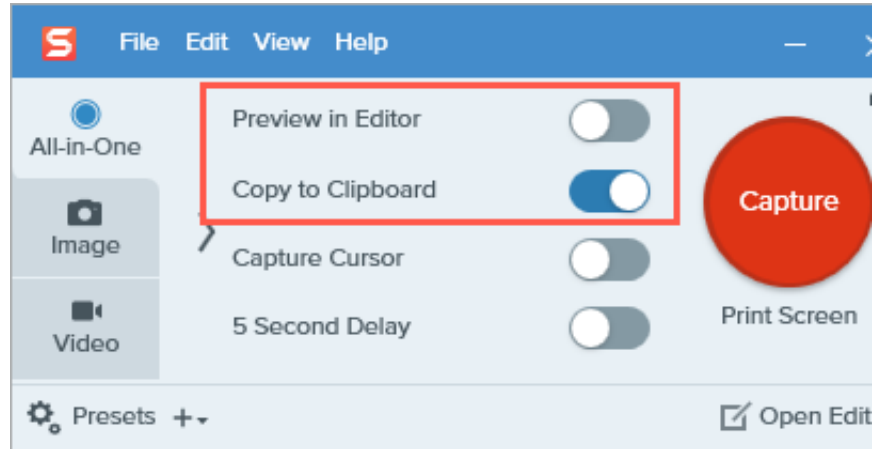 S File Edit View Help
All-in-One
Image
Video
Preview in Editor
Copy to Clipboard
Capture Cursor
5 Second Delay
Capture
Print Screen
Presets
Open Edit